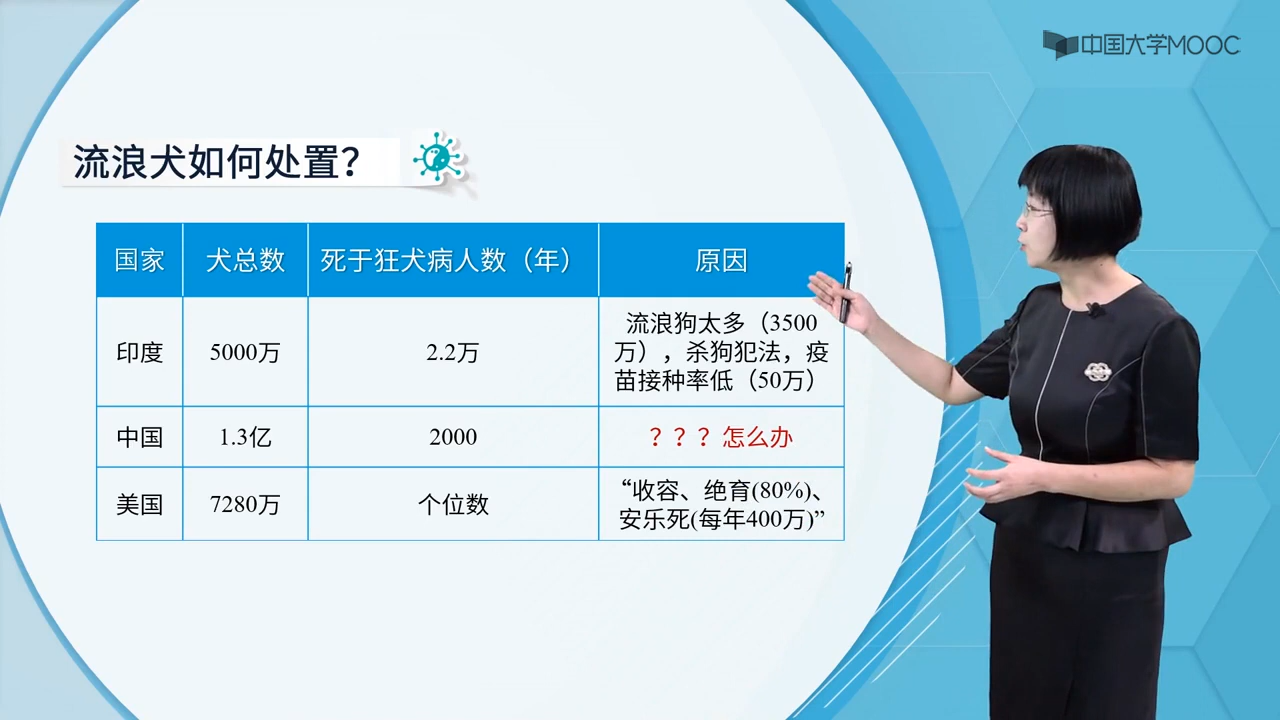 中国大学MOOC
流浪犬如何处置？
国家 犬总数 死于狂犬病人数（年） 原因
印度 5000万 2.2万 流浪狗太多（3500
万），杀狗犯法，疫
苗接种率低（50万）
中国 1.3亿 2000 ？？？怎么办
美国 7280万 个位数 “收容、绝育(80%)、
安乐死(每年400万)”